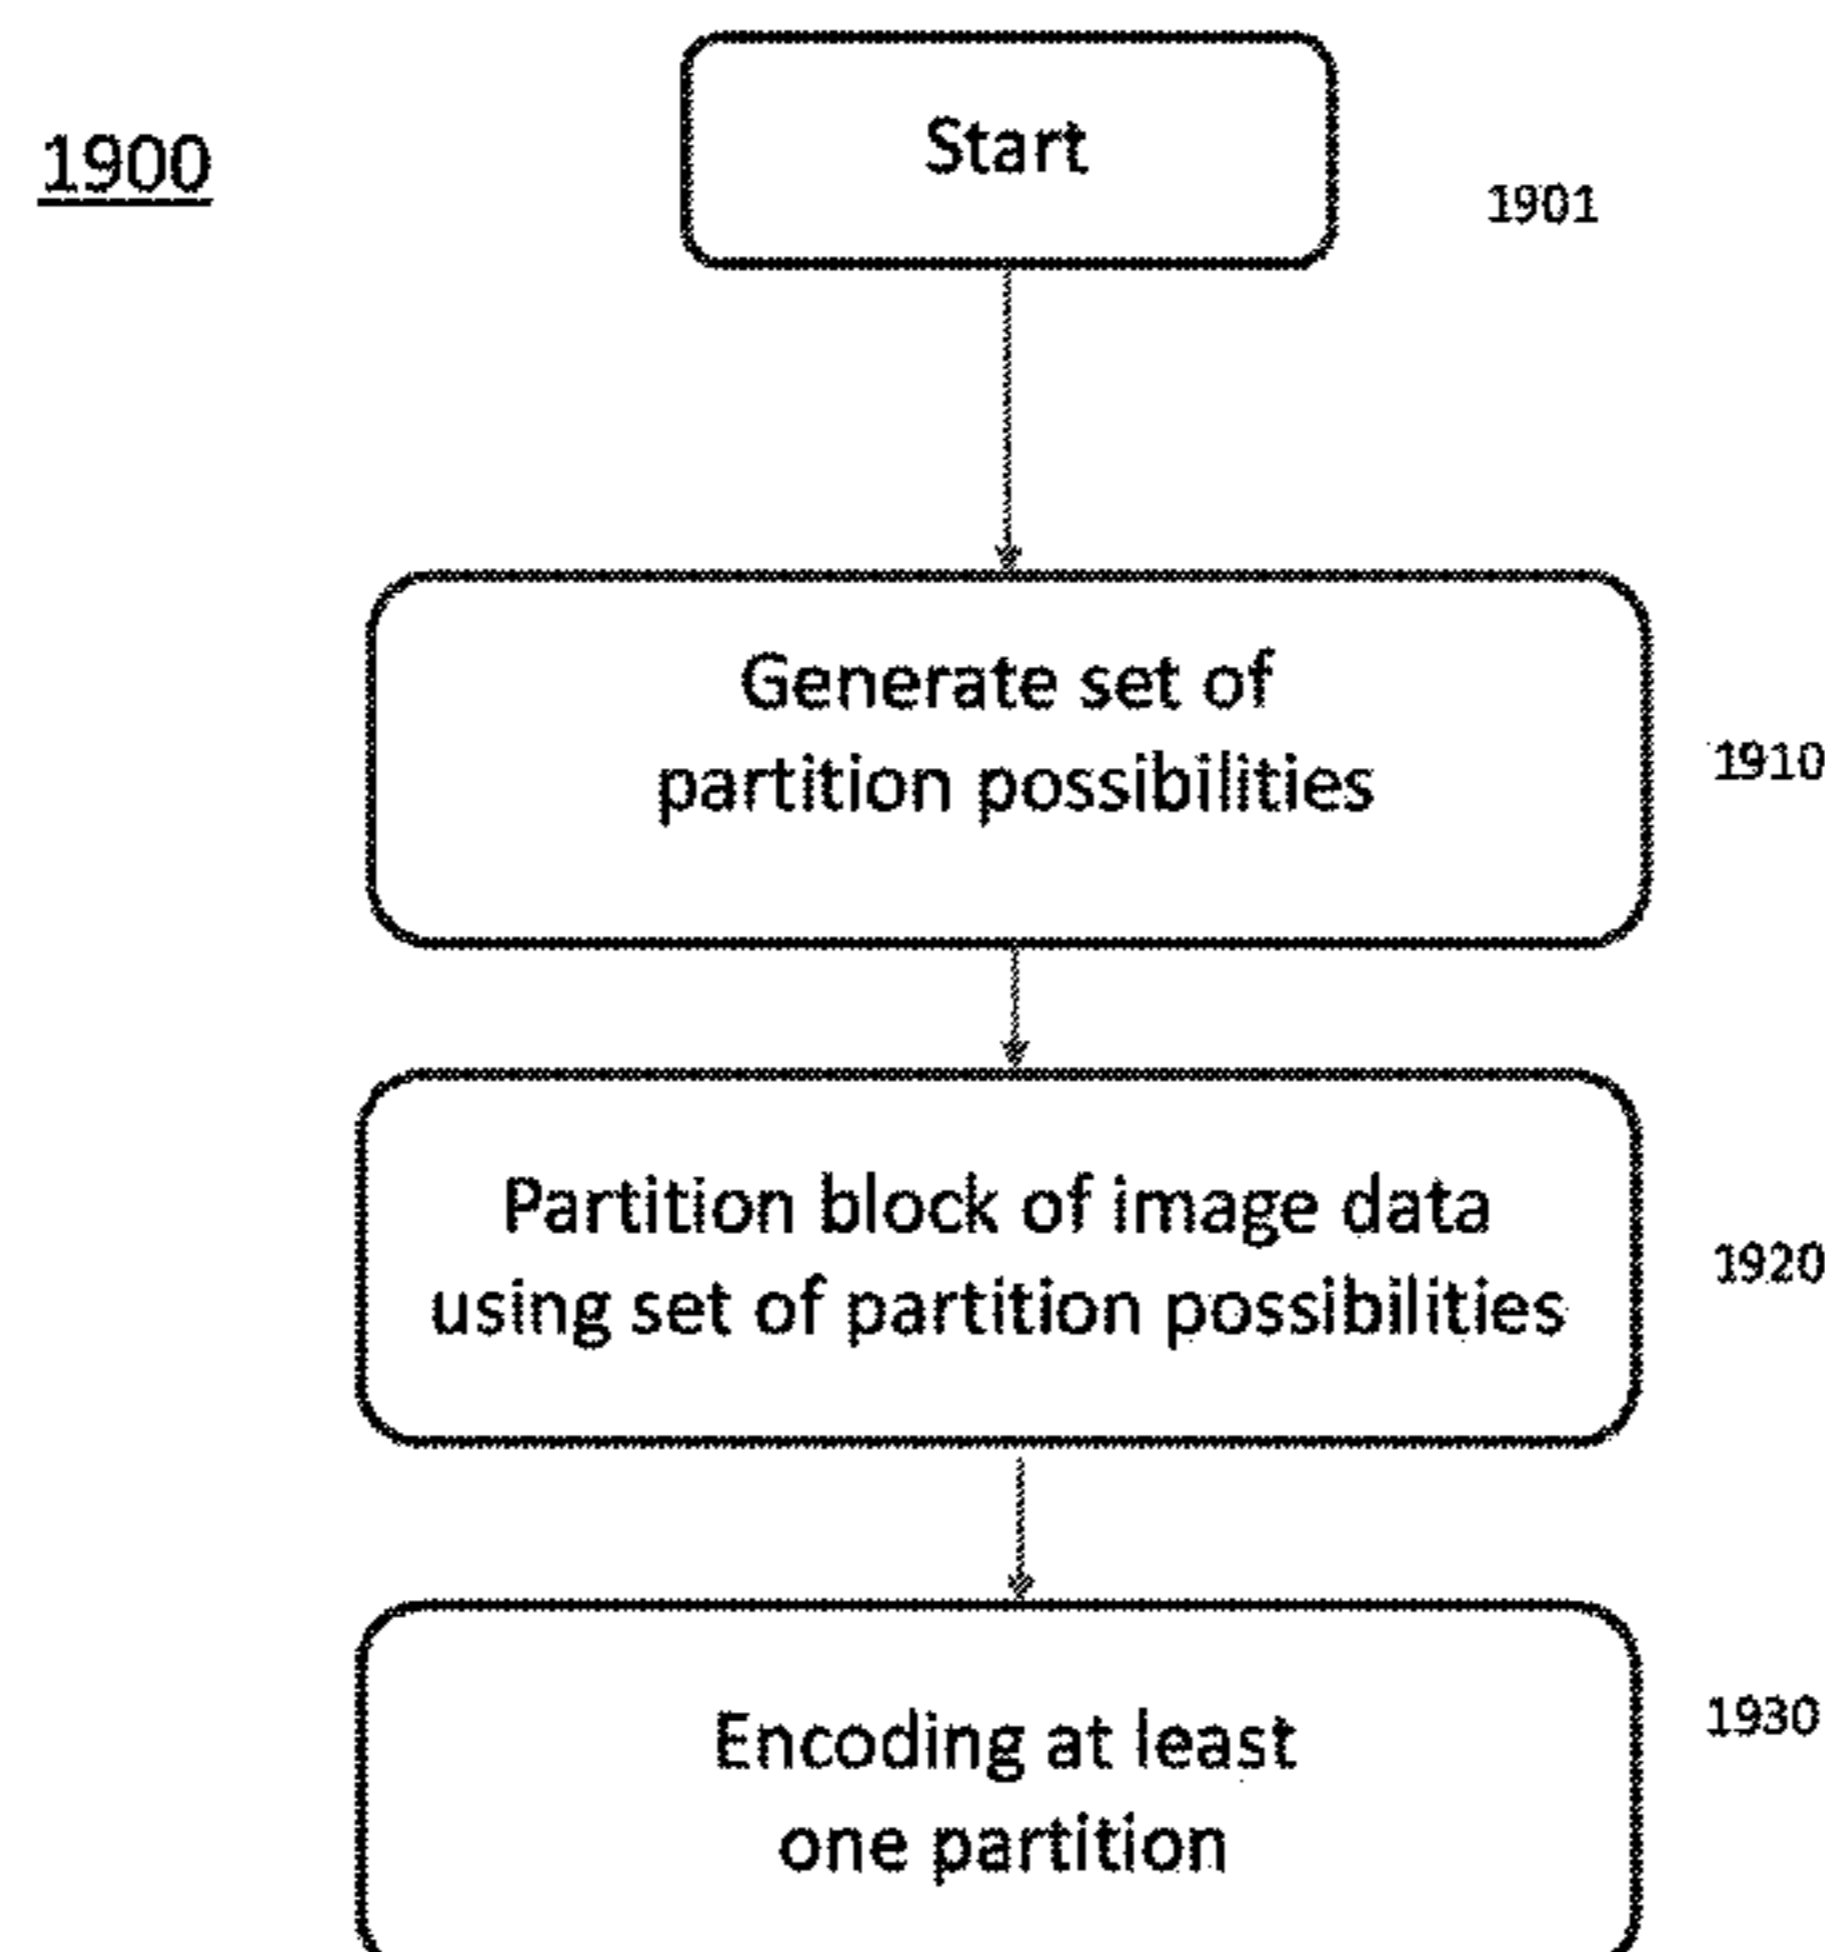 1900
Start
1901
Generate set of
partition possibilities
1910
Partition block of image data
using set of partition possibilities
1920
Encoding at least
one partition
1930